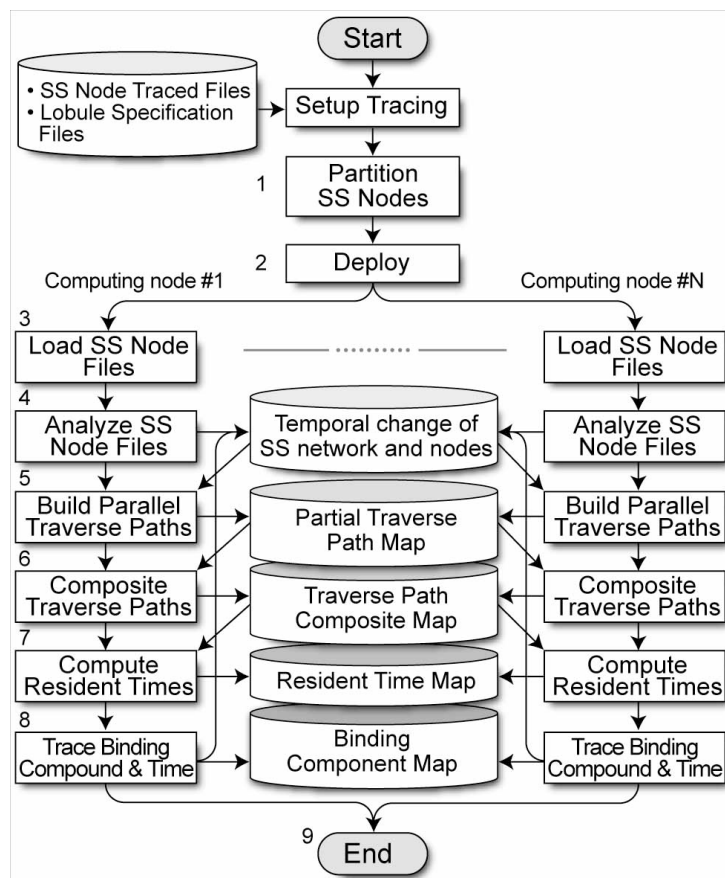 Start
• SS Node Traced Files
• Lobule Specification
Files
Setup Tracing
1
Partition
SS Nodes
2
Deploy
Computing node #1
Computing node #N
3
Load SS Node
Files
Load SS Node
Files
4
Analyze SS
Node Files
Temporal change of
SS network and nodes
Analyze SS
Node Files
5
Build Parallel
Traverse Paths
Partial Traverse
Path Map
Build Parallel
Traverse Paths
6
Composite
Traverse Paths
Traverse Path
Composite Map
Composite
Traverse Paths
7
Compute
Resident Times
Resident Time Map
Compute
Resident Times
8
Trace Binding
Compound & Time
Binding
Component Map
Trace Binding
Compound & Time
9
End